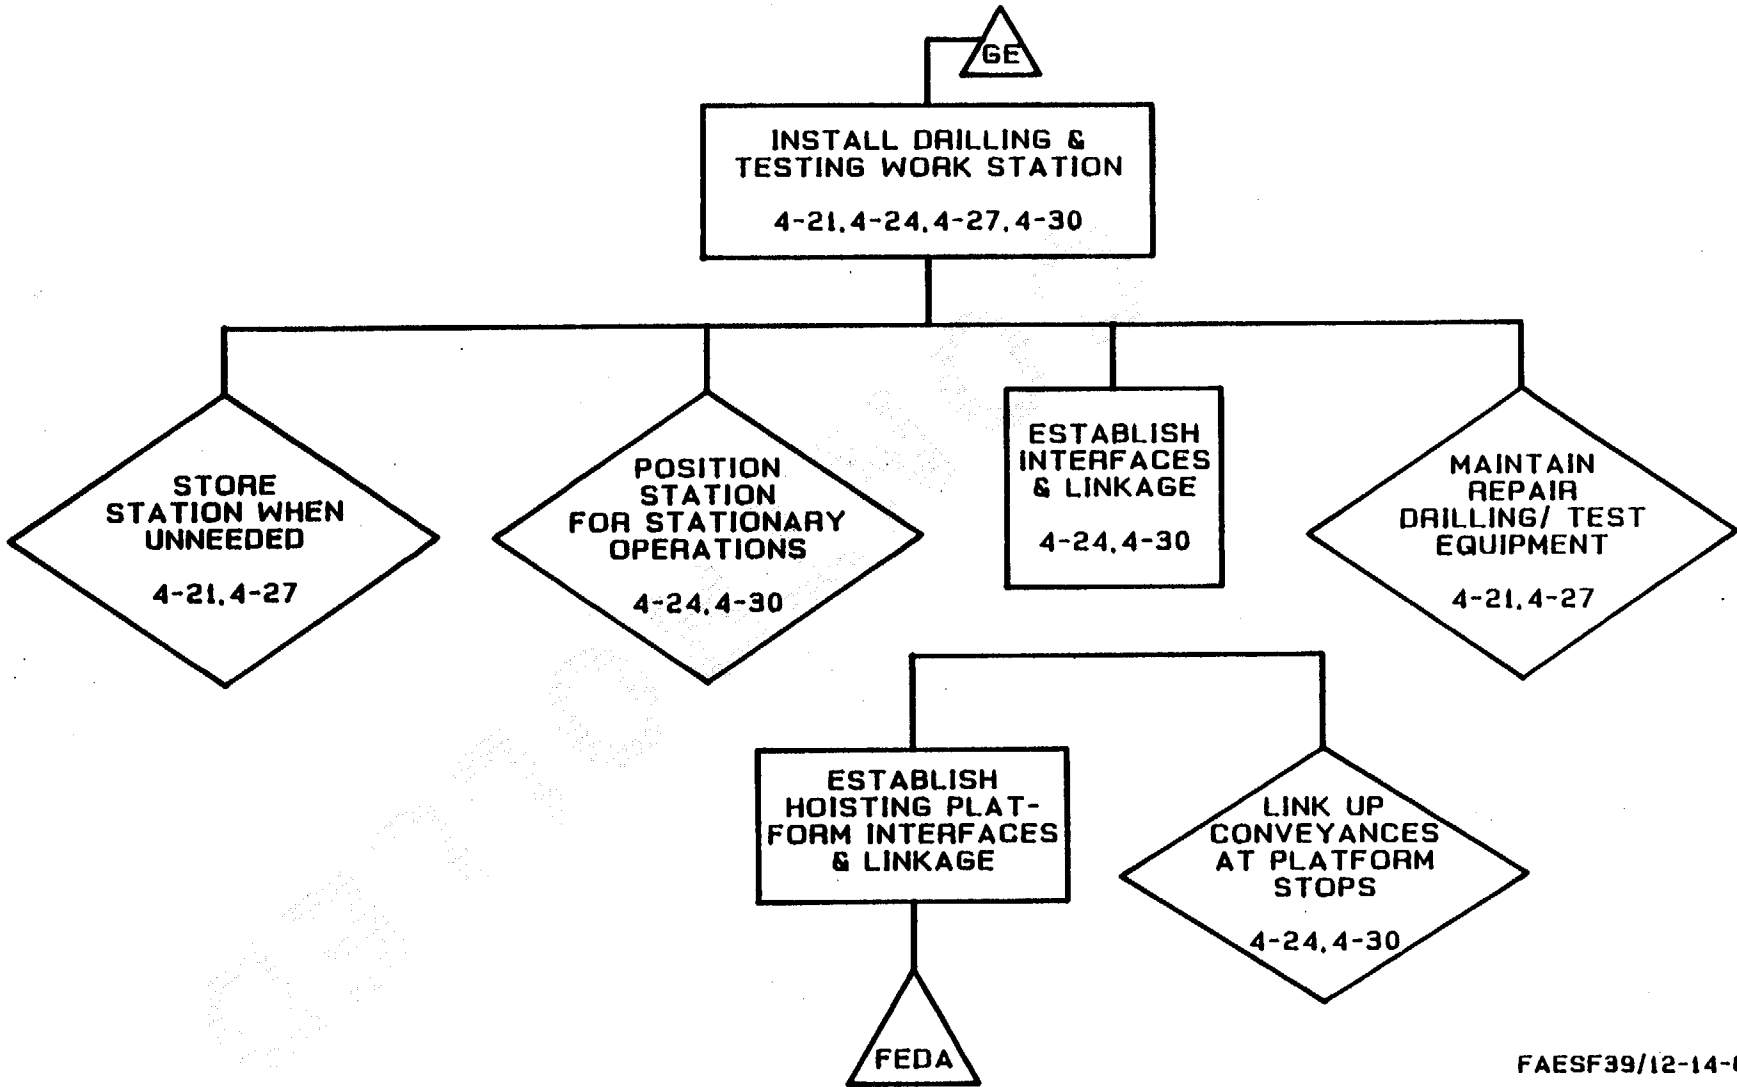 GE
INSTALL DRILLING &
TESTING WORK STATION
4-21,4-24,4-27,4-30
STORE
STATION WHEN
UNNEEDED
4-21,4-27
POSITION
STATION
FOR STATIONARY
OPERATIONS
4-24,4-30
ESTABLISH
INTERFACES
& LINKAGE
4-24,4-30
MAINTAIN
REPAIR
DRILLING/ TEST
EQUIPMENT
4-21,4-27
ESTABLISH
HOISTING PLAT-
FORM INTERFACES
& LINKAGE
LINK UP
CONVEYANCES
AT PLATFORM
STOPS
4-24,4-30
FEDA